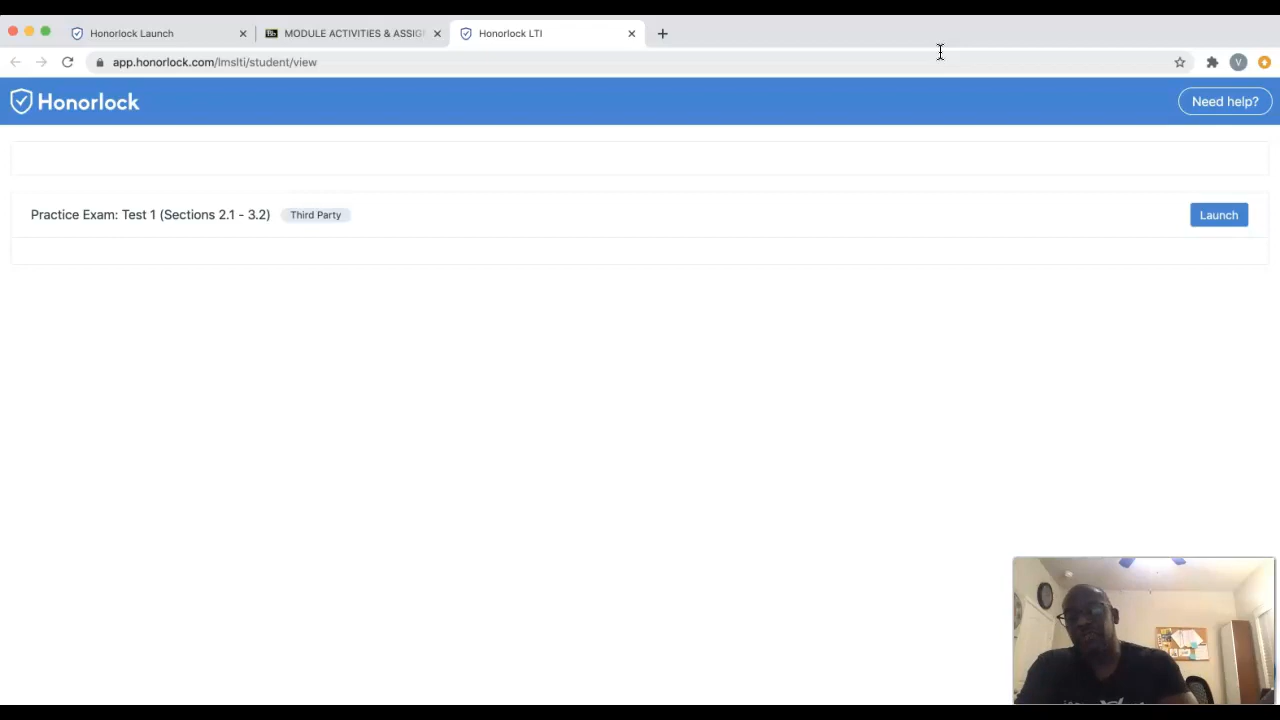 Honorlock Launch
MODULE ACTIVITIES & ASSIG
Honorlock LTI
app.honorlock.com/lmslti/student/view
V
Honorlock
Need help?
Practice Exam: Test 1 (Sections 2.1 - 3.2) Third Party
Launch